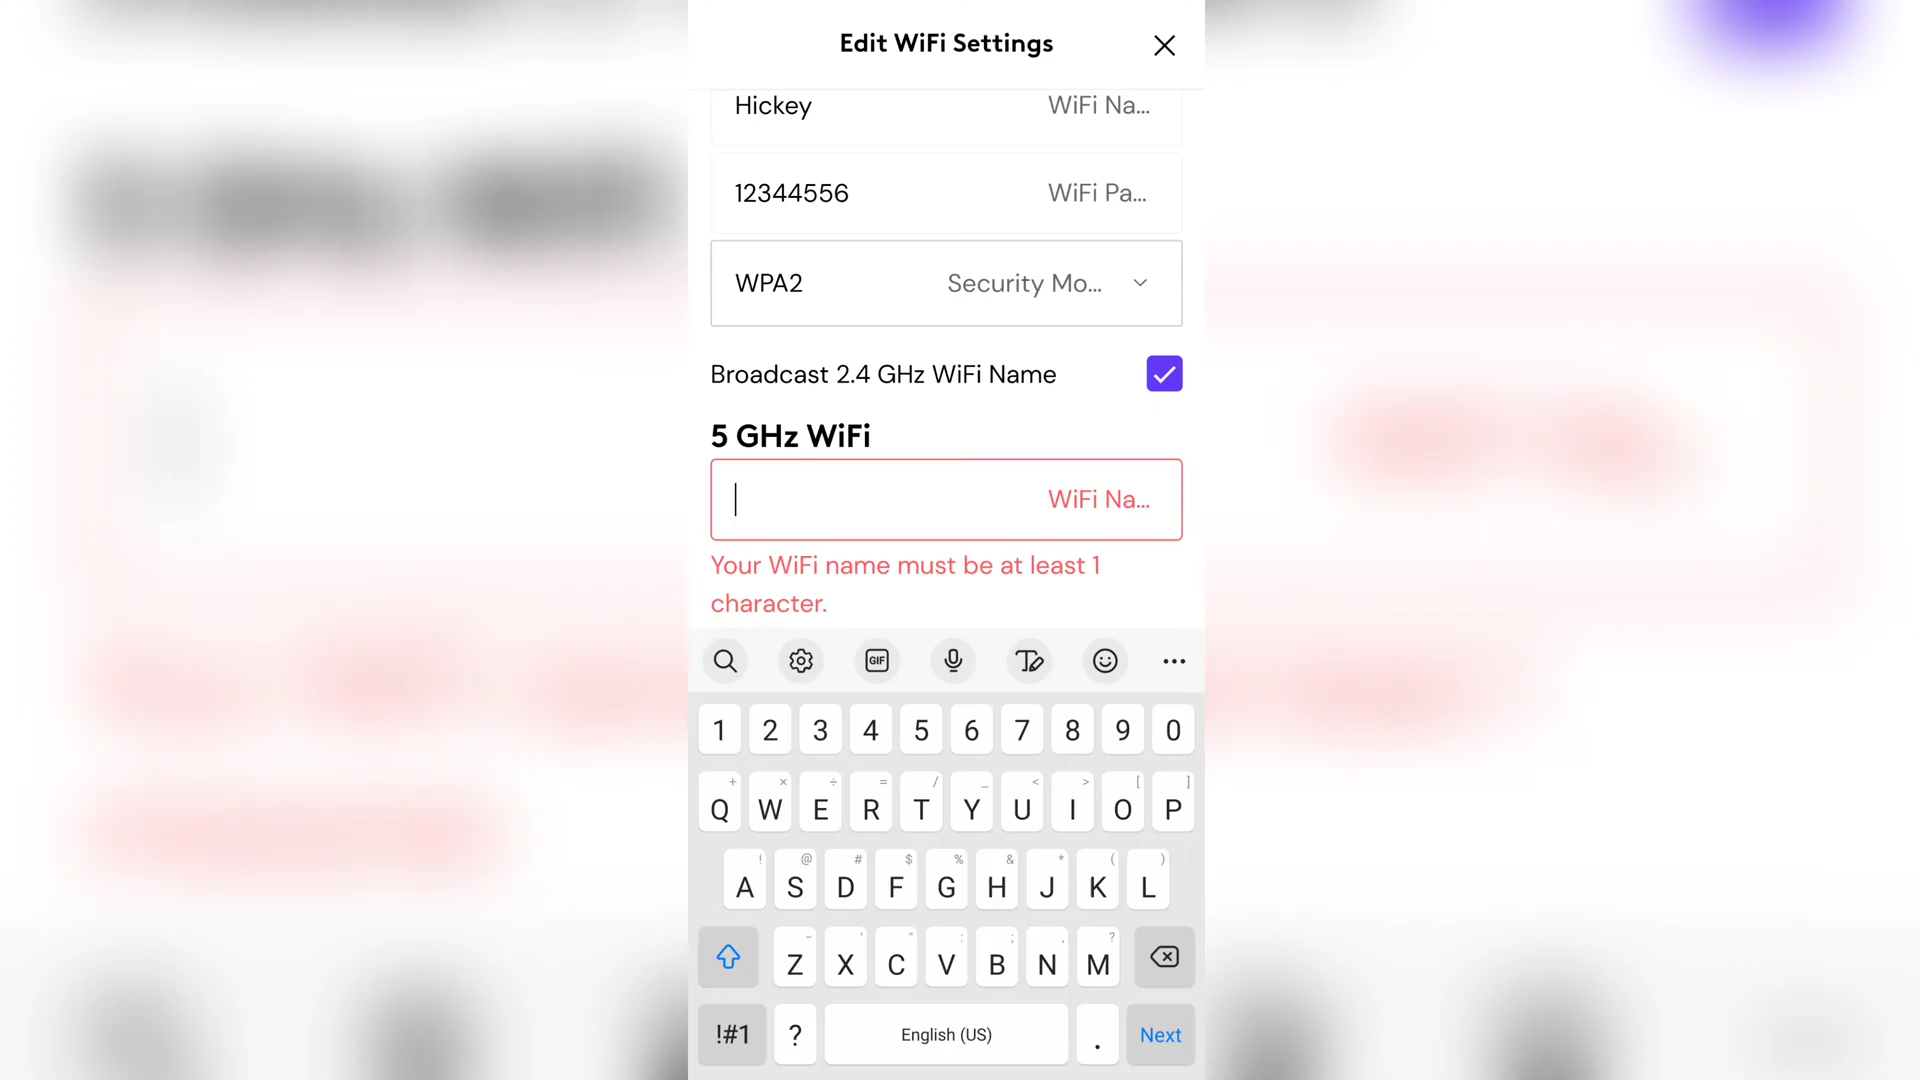 Edit WiFi Settings
Hickey WiFi Na...
12344556 WiFi Pa...
WPA2 Security Mo...
Broadcast 2.4 GHz WiFi Name
5 GHz WiFi
WiFi Na...
Your WiFi name must be at least 1
character.
GIF
1 2 3 4 5 6 7 8 9 0
+ × ÷ = / _ < > [ ]
Q W E R T Y U I O P
! @ # $ % & * ( )
A S D F G H J K L
- ' " : ; , ?
Z X C V B N M
!#1 ? English (US) . Next